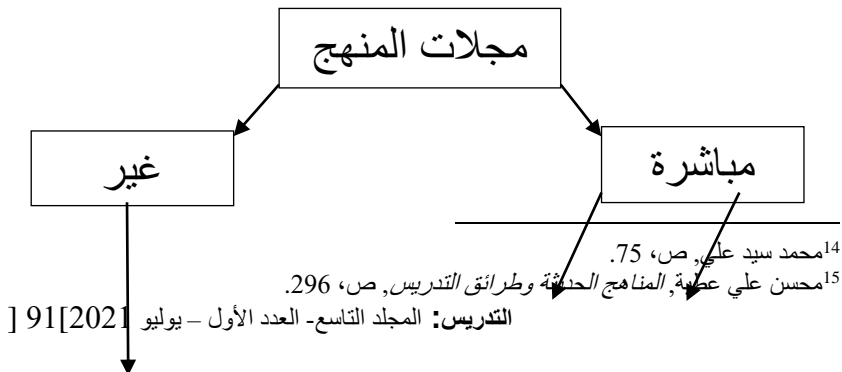 مجلات المنهج
مباشرة
غير
14محمد سيد علي, ص، 75.
15محسن علي عطية, المناهج الحديثة وطرائق التدريس, ص، 296.
التدريس: المجلد التاسع- العدد الأول – يوليو 2021]91 [